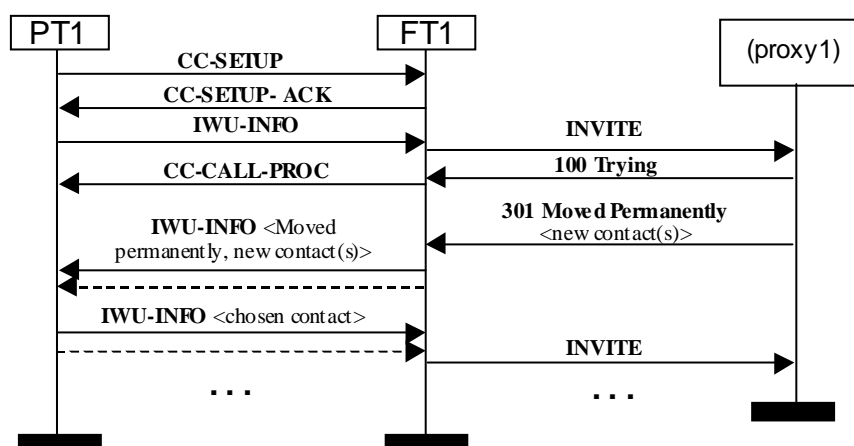 PT1
FT1
(proxy1)
CC-SETUP
CC-SETUP- ACK
IWU-INFO
INVITE
100 Trying
CC-CALL-PROC
301 Moved Permanently
<new contact(s)>
IWU-INFO <Moved
permanently, new contact(s)>
IWU-INFO <chosen contact>
INVITE
. . .
. . .